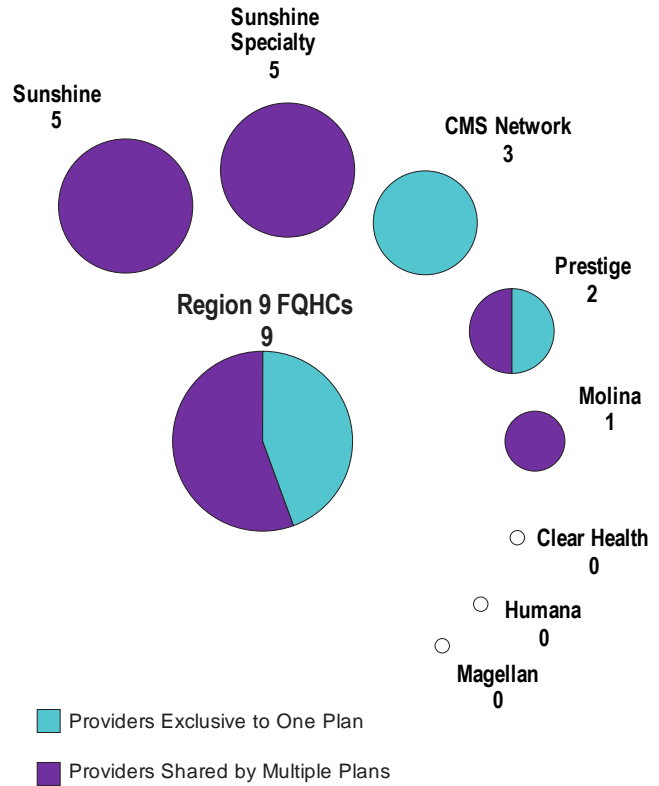 Sunshine
Specialty
5
Sunshine
5
CMS Network
3
Prestige
2
Region 9 FQHCs
9
Molina
1
Clear Health
0
Humana
0
Magellan
0
Providers Exclusive to One Plan
Providers Shared by Multiple Plans